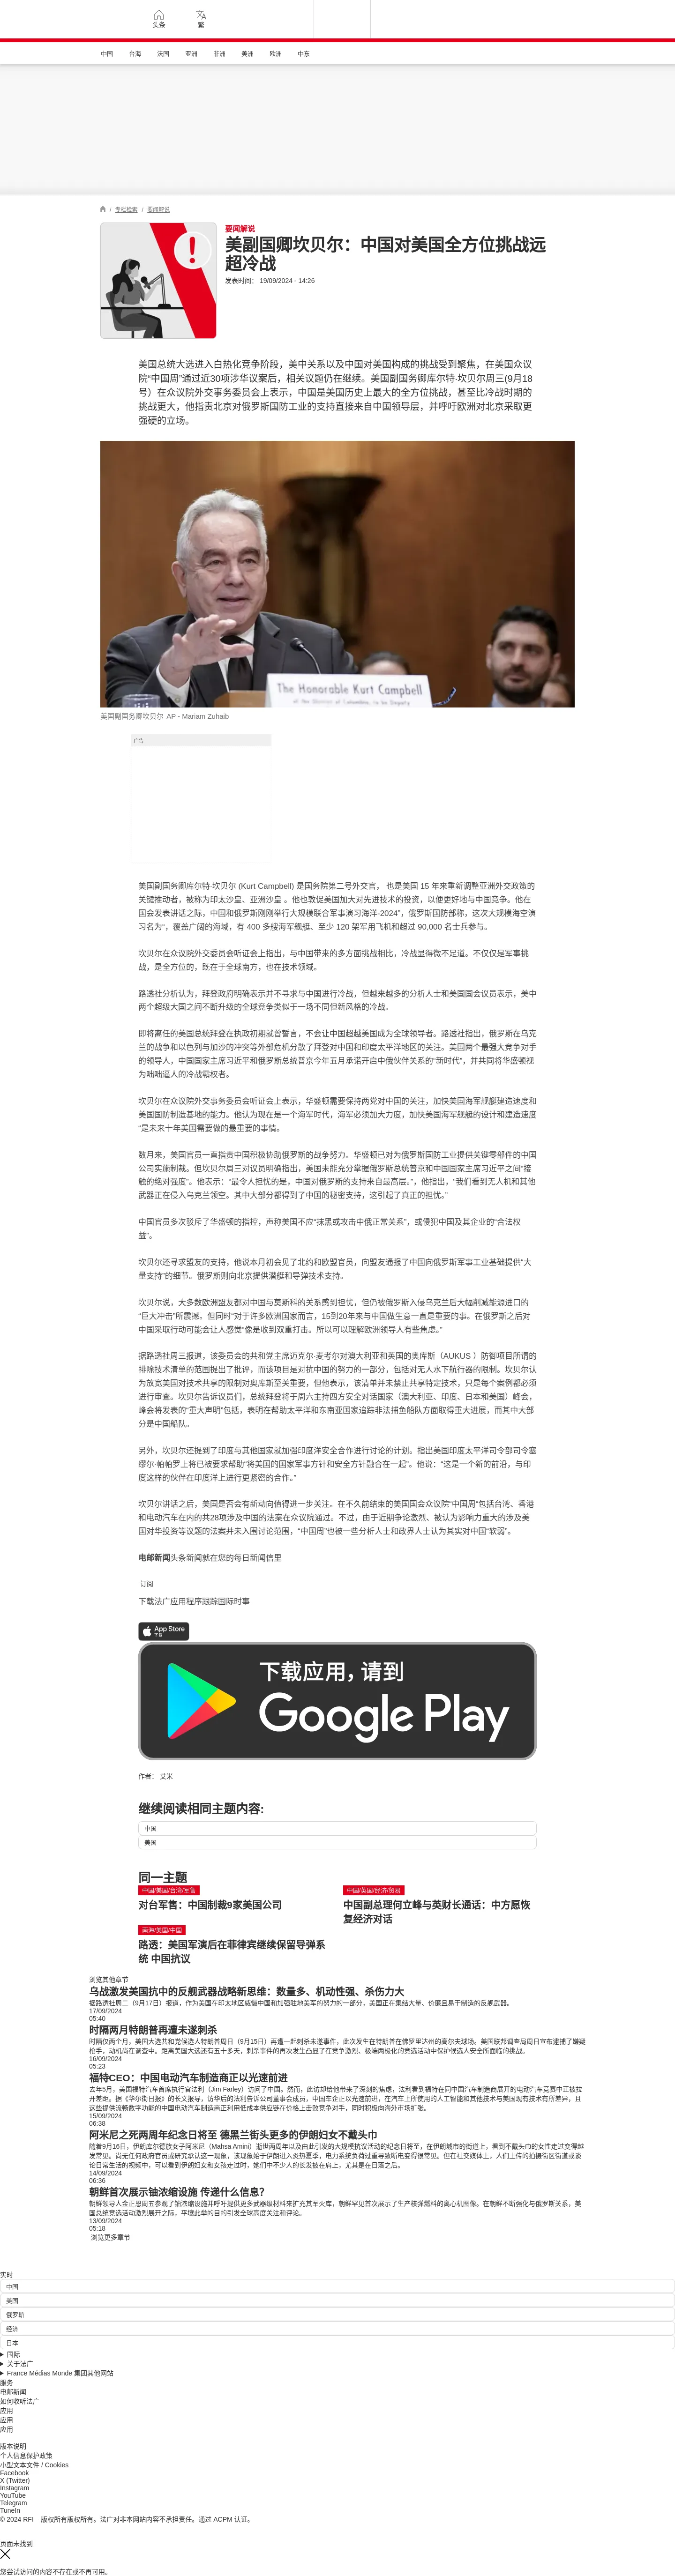 头条
繁
中国 台海 法国 亚洲 非洲 美洲 欧洲 中东
/ 专栏检索 / 要闻解说
要闻解说
美副国卿坎贝尔：中国对美国全方位挑战远
超冷战
发表时间： 19/09/2024 - 14:26
美国总统大选进入白热化竞争阶段，美中关系以及中国对美国构成的挑战受到聚焦，在美国众议
院“中国周”通过近30项涉华议案后，相关议题仍在继续。美国副国务卿库尔特·坎贝尔周三(9月18
号）在众议院外交事务委员会上表示，中国是美国历史上最大的全方位挑战，甚至比冷战时期的
挑战更大，他指责北京对俄罗斯国防工业的支持直接来自中国领导层，并呼吁欧洲对北京采取更
强硬的立场。
The Honorable Kurt Campbell
美国副国务卿坎贝尔 AP - Mariam Zuhaib
广告
美国副国务卿库尔特·坎贝尔 (Kurt Campbell) 是国务院第二号外交官， 也是美国 15 年来重新调整亚洲外交政策的
关键推动者，被称为印太沙皇、亚洲沙皇 。他也敦促美国加大对先进技术的投资，以便更好地与中国竞争。他在
国会发表讲话之际，中国和俄罗斯刚刚举行大规模联合军事演习海洋-2024”，俄罗斯国防部称，这次大规模海空演
习名为“，覆盖广阔的海域，有 400 多艘海军舰艇、至少 120 架军用飞机和超过 90,000 名士兵参与。
坎贝尔在众议院外交委员会听证会上指出，与中国带来的多方面挑战相比，冷战显得微不足道。不仅仅是军事挑
战，是全方位的，既在于全球南方，也在技术领域。
路透社分析认为，拜登政府明确表示并不寻求与中国进行冷战，但越来越多的分析人士和美国国会议员表示，美中
两个超级大国之间不断升级的全球竞争类似于一场不同但新风格的冷战。
即将离任的美国总统拜登在执政初期就曾誓言，不会让中国超越美国成为全球领导者。路透社指出，俄罗斯在乌克
兰的战争和以色列与加沙的冲突等外部危机分散了拜登对中国和印度太平洋地区的关注。美国两个最强大竞争对手
的领导人，中国国家主席习近平和俄罗斯总统普京今年五月承诺开启中俄伙伴关系的“新时代”，并共同将华盛顿视
为咄咄逼人的冷战霸权者。
坎贝尔在众议院外交事务委员会听证会上表示，华盛顿需要保持两党对中国的关注，加快美国海军舰艇建造速度和
美国国防制造基地的能力。他认为现在是一个海军时代，海军必须加大力度，加快美国海军舰艇的设计和建造速度
“是未来十年美国需要做的最重要的事情。
数月来，美国官员一直指责中国积极协助俄罗斯的战争努力。华盛顿已对为俄罗斯国防工业提供关键零部件的中国
公司实施制裁。但坎贝尔周三对议员明确指出，美国未能充分掌握俄罗斯总统普京和中国国家主席习近平之间“接
触的绝对强度”。他表示：“最令人担忧的是，中国对俄罗斯的支持来自最高层。”，他指出，“我们看到无人机和其他
武器正在侵入乌克兰领空。其中大部分都得到了中国的秘密支持，这引起了真正的担忧。”
中国官员多次驳斥了华盛顿的指控，声称美国不应“抹黑或攻击中俄正常关系”，或侵犯中国及其企业的“合法权
益”。
坎贝尔还寻求盟友的支持，他说本月初会见了北约和欧盟官员，向盟友通报了中国向俄罗斯军事工业基础提供“大
量支持”的细节。俄罗斯则向北京提供潜艇和导弹技术支持。
坎贝尔说，大多数欧洲盟友都对中国与莫斯科的关系感到担忧，但仍被俄罗斯入侵乌克兰后大幅削减能源进口的
“巨大冲击”所震撼。但同时“对于许多欧洲国家而言，15到20年来与中国做生意一直是重要的事。在俄罗斯之后对
中国采取行动可能会让人感觉“像是收到双重打击。所以可以理解欧洲领导人有些焦虑。”
据路透社周三报道，该委员会的共和党主席迈克尔·麦考尔对澳大利亚和英国的奥库斯（AUKUS ）防御项目所谓的
排除技术清单的范围提出了批评，而该项目是对抗中国的努力的一部分，包括对无人水下航行器的限制。坎贝尔认
为放宽美国对技术共享的限制对奥库斯至关重要，但他表示，该清单并未禁止共享特定技术，只是每个案例都必须
进行审查。坎贝尔告诉议员们，总统拜登将于周六主持四方安全对话国家（澳大利亚、印度、日本和美国）峰会，
峰会将发表的“重大声明”包括，表明在帮助太平洋和东南亚国家追踪非法捕鱼船队方面取得重大进展，而其中大部
分是中国船队。
另外，坎贝尔还提到了印度与其他国家就加强印度洋安全合作进行讨论的计划。指出美国印度太平洋司令部司令塞
缪尔·帕帕罗上将已被要求帮助“将美国的国家军事方针和安全方针融合在一起”。他说：“这是一个新的前沿，与印
度这样的伙伴在印度洋上进行更紧密的合作。”
坎贝尔讲话之后，美国是否会有新动向值得进一步关注。在不久前结束的美国国会众议院“中国周”包括台湾、香港
和电动汽车在内的共28项涉及中国的法案在众议院通过。不过，由于近期争论激烈、被认为影响力重大的涉及美
国对华投资等议题的法案并未入围讨论范围，“中国周”也被一些分析人士和政界人士认为其实对中国“软弱”。
电邮新闻头条新闻就在您的每日新闻信里
订阅
下载法广应用程序跟踪国际时事
App Store
下载
下载应用，请到
Google Play
作者： 艾米
继续阅读相同主题内容:
中国
美国
同一主题
中国/美国/台湾/军售
对台军售：中国制裁9家美国公司
中国/英国/经济/贸易
中国副总理何立峰与英财长通话：中方愿恢
复经济对话
南海/美国/中国
路透：美国军演后在菲律宾继续保留导弹系
统 中国抗议
浏览其他章节
乌战激发美国抗中的反舰武器战略新思维：数量多、机动性强、杀伤力大
据路透社周二（9月17日）报道，作为美国在印太地区威慑中国和加强驻地美军的努力的一部分，美国正在集结大量、价廉且易于制造的反舰武器。
17/09/2024
05:40
时隔两月特朗普再遭未遂刺杀
时隔仅两个月，美国大选共和党候选人特朗普周日（9月15日）再遭一起刺杀未遂事件，此次发生在特朗普在佛罗里达州的高尔夫球场。美国联邦调查局周日宣布逮捕了嫌疑
枪手，动机尚在调查中。距离美国大选还有五十多天，刺杀事件的再次发生凸显了在竞争激烈、极端两极化的竞选活动中保护候选人安全所面临的挑战。
16/09/2024
05:23
福特CEO：中国电动汽车制造商正以光速前进
去年5月，美国福特汽车首席执行官法利（Jim Farley）访问了中国。然而，此访却给他带来了深刻的焦虑，法利看到福特在同中国汽车制造商展开的电动汽车竞赛中正被拉
开差距。据《华尔街日报》的长文报导，访华后的法利告诉公司董事会成员，中国车企正以光速前进，在汽车上所使用的人工智能和其他技术与美国现有技术有所差异，且
这些提供流畅数字功能的中国电动汽车制造商正利用低成本供应链在价格上击败竞争对手，同时积极向海外市场扩张。
15/09/2024
06:38
阿米尼之死两周年纪念日将至 德黑兰街头更多的伊朗妇女不戴头巾
随着9月16日，伊朗库尔德族女子阿米尼（Mahsa Amini）逝世两周年以及由此引发的大规模抗议活动的纪念日将至，在伊朗城市的街道上，看到不戴头巾的女性走过变得越
发常见。尚无任何政府官员或研究承认这一现象，该现象始于伊朗进入炎热夏季，电力系统负荷过重导致断电变得很常见。但在社交媒体上，人们上传的拍摄街区街道或谈
论日常生活的视频中，可以看到伊朗妇女和女孩走过时，她们中不少人的长发披在肩上，尤其是在日落之后。
14/09/2024
06:36
朝鲜首次展示铀浓缩设施 传递什么信息？
朝鲜领导人金正恩周五参观了铀浓缩设施并呼吁提供更多武器级材料来扩充其军火库，朝鲜罕见首次展示了生产核弹燃料的离心机图像。在朝鲜不断强化与俄罗斯关系，美
国总统竞选活动激烈展开之际，平壤此举的目的引发全球高度关注和评论。
13/09/2024
05:18
浏览更多章节
实时
中国
美国
俄罗斯
经济
日本
国际
关于法广
France Médias Monde 集团其他网站
服务
电邮新闻
如何收听法广
应用
应用
应用
版本说明
个人信息保护政策
小型文本文件 / Cookies
Facebook
X (Twitter)
Instagram
YouTube
Telegram
TuneIn
© 2024 RFI – 版权所有版权所有。法广对非本网站内容不承担责任。通过 ACPM 认证。
页面未找到
您尝试访问的内容不存在或不再可用。